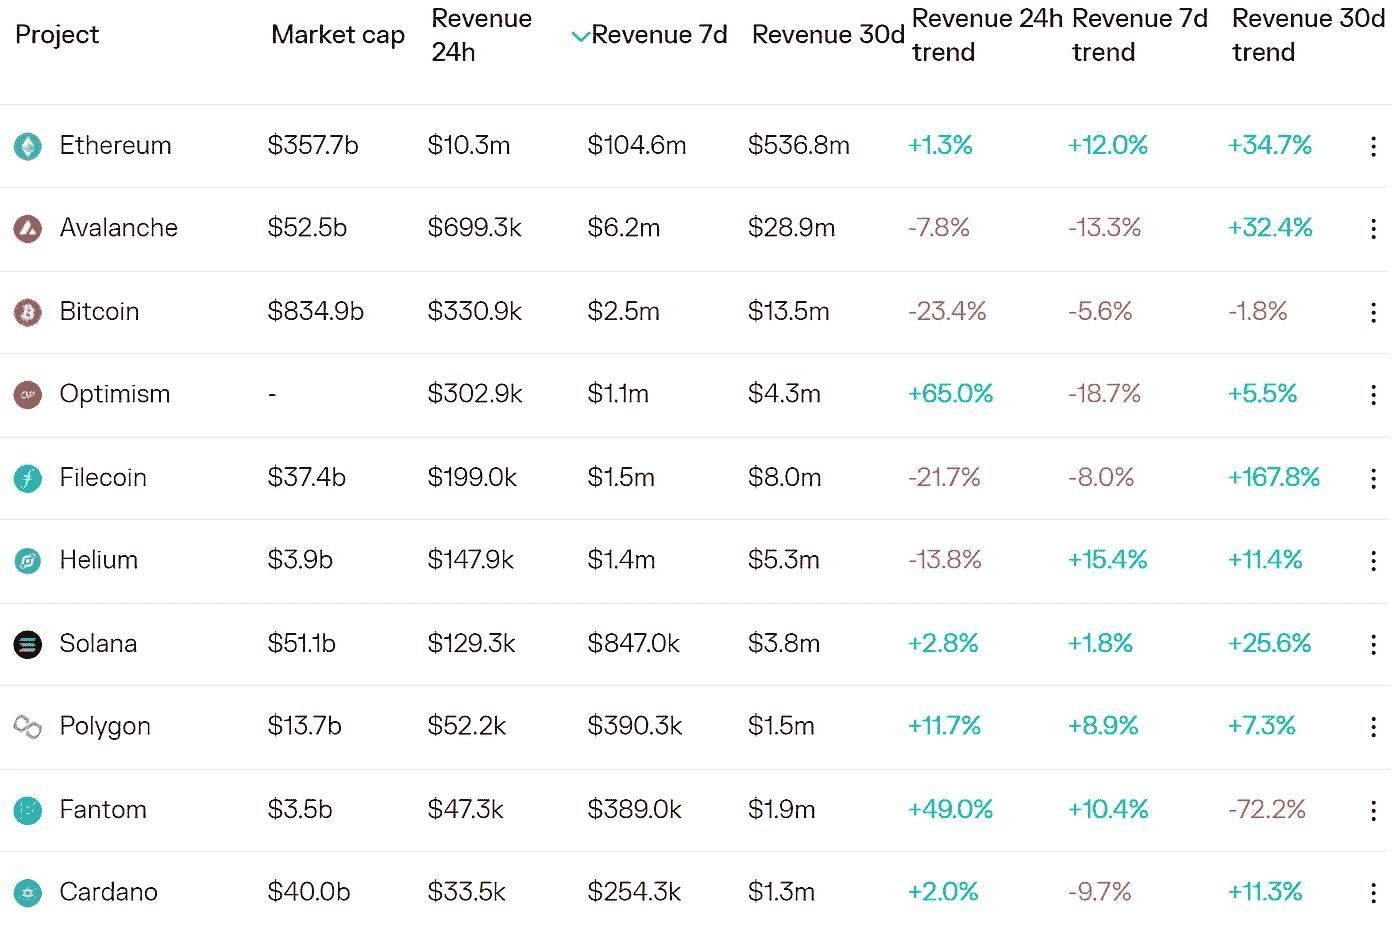 Project Market cap Revenue 24h Revenue 7d Revenue 30d Revenue 24h trend Revenue 7d trend Revenue 30d trend
Ethereum $357.7b $10.3m $104.6m $536.8m +1.3% +12.0% +34.7%
Avalanche $52.5b $699.3k $6.2m $28.9m -7.8% -13.3% +32.4%
Bitcoin $834.9b $330.9k $2.5m $13.5m -23.4% -5.6% -1.8%
OP Optimism - $302.9k $1.1m $4.3m +65.0% -18.7% +5.5%
Filecoin $37.4b $199.0k $1.5m $8.0m -21.7% -8.0% +167.8%
Helium $3.9b $147.9k $1.4m $5.3m -13.8% +15.4% +11.4%
Solana $51.1b $129.3k $847.0k $3.8m +2.8% +1.8% +25.6%
Polygon $13.7b $52.2k $390.3k $1.5m +11.7% +8.9% +7.3%
Fantom $3.5b $47.3k $389.0k $1.9m +49.0% +10.4% -72.2%
Cardano $40.0b $33.5k $254.3k $1.3m +2.0% -9.7% +11.3%